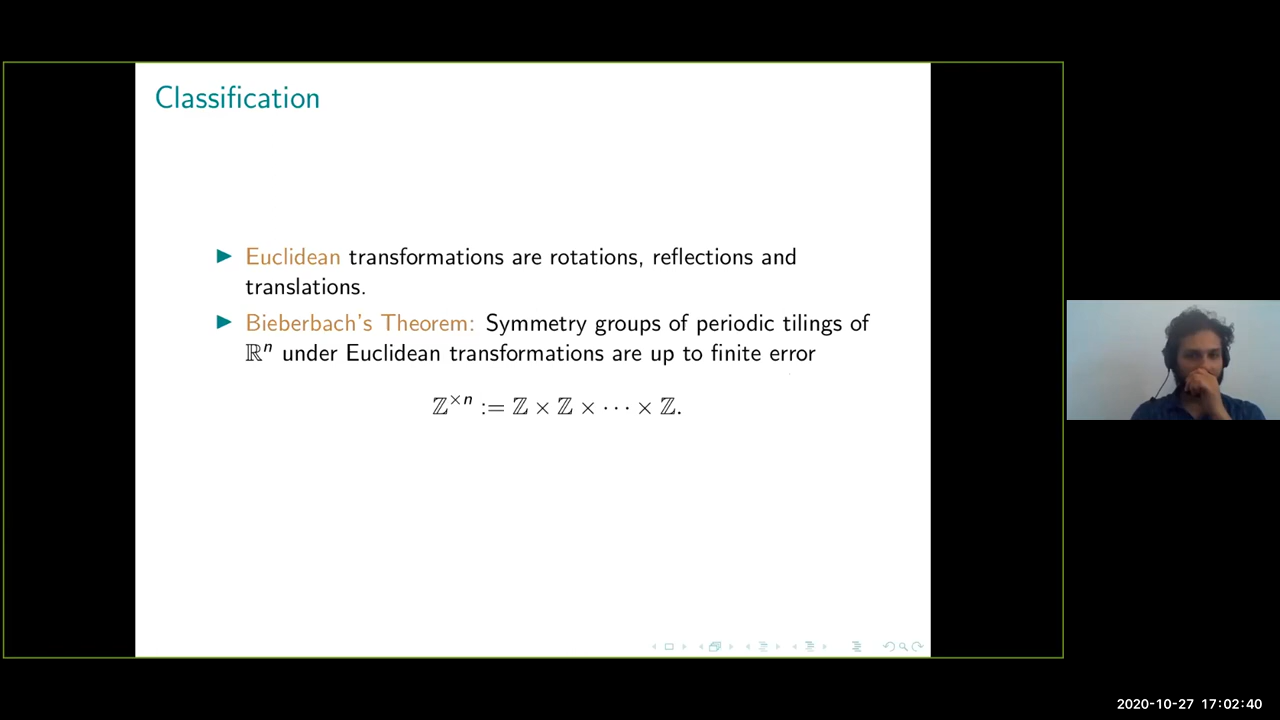 Classification
▶ Euclidean transformations are rotations, reflections and
translations.
▶ Bieberbach's Theorem: Symmetry groups of periodic tilings of
ℝⁿ under Euclidean transformations are up to finite error
ℤ^{×n} := ℤ × ℤ × ⋯ × ℤ.
2020-10-27 17:02:40